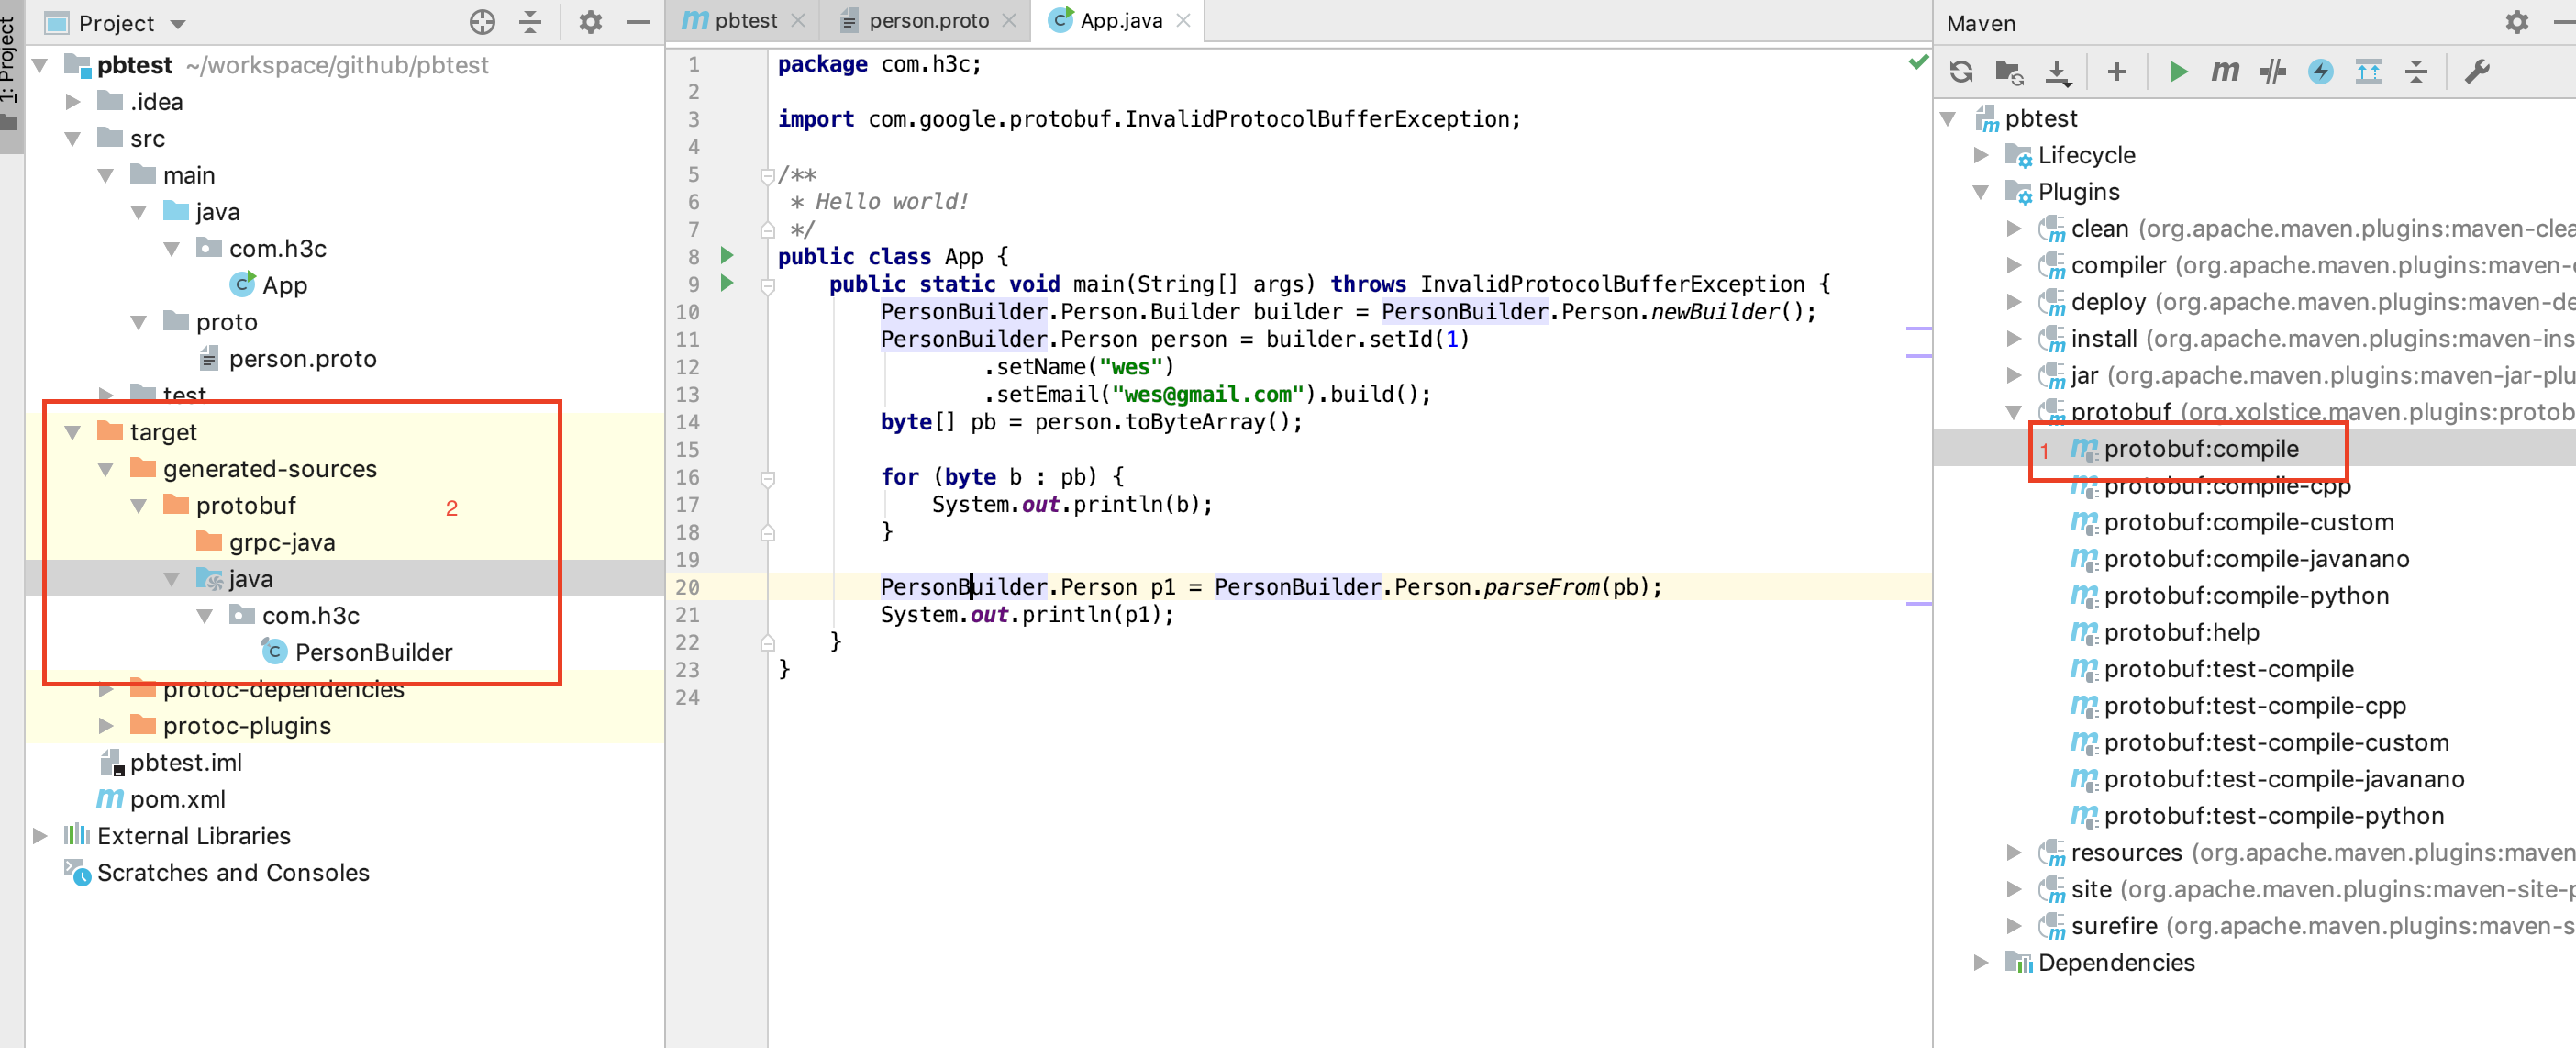 1: Project
Project
pbtest ~/workspace/github/pbtest
.idea
src
main
java
com.h3c
App
proto
person.proto
test
target
generated-sources
protobuf
2
grpc-java
java
com.h3c
PersonBuilder
protoc-dependencies
protoc-plugins
pbtest.iml
pom.xml
External Libraries
Scratches and Consoles
pbtest
person.proto
App.java
1 package com.h3c;
2
3 import com.google.protobuf.InvalidProtocolBufferException;
4
5 /**
6 * Hello world!
7 */
8 public class App {
9 public static void main(String[] args) throws InvalidProtocolBufferException {
10 PersonBuilder.Person.Builder builder = PersonBuilder.Person.newBuilder();
11 PersonBuilder.Person person = builder.setId(1)
12 .setName("wes")
13 .setEmail("wes@gmail.com").build();
14 byte[] pb = person.toByteArray();
15
16 for (byte b : pb) {
17 System.out.println(b);
18 }
19
20 PersonBuilder.Person p1 = PersonBuilder.Person.parseFrom(pb);
21 System.out.println(p1);
22 }
23 }
24
Maven
pbtest
Lifecycle
Plugins
clean (org.apache.maven.plugins:maven-clea
compiler (org.apache.maven.plugins:maven-c
deploy (org.apache.maven.plugins:maven-de
install (org.apache.maven.plugins:maven-ins
jar (org.apache.maven.plugins:maven-jar-plu
protobuf (org.xolstice.maven.plugins:protob
1 protobuf:compile
protobuf:compile-cpp
protobuf:compile-custom
protobuf:compile-javanano
protobuf:compile-python
protobuf:help
protobuf:test-compile
protobuf:test-compile-cpp
protobuf:test-compile-custom
protobuf:test-compile-javanano
protobuf:test-compile-python
resources (org.apache.maven.plugins:maven
site (org.apache.maven.plugins:maven-site-p
surefire (org.apache.maven.plugins:maven-s
Dependencies